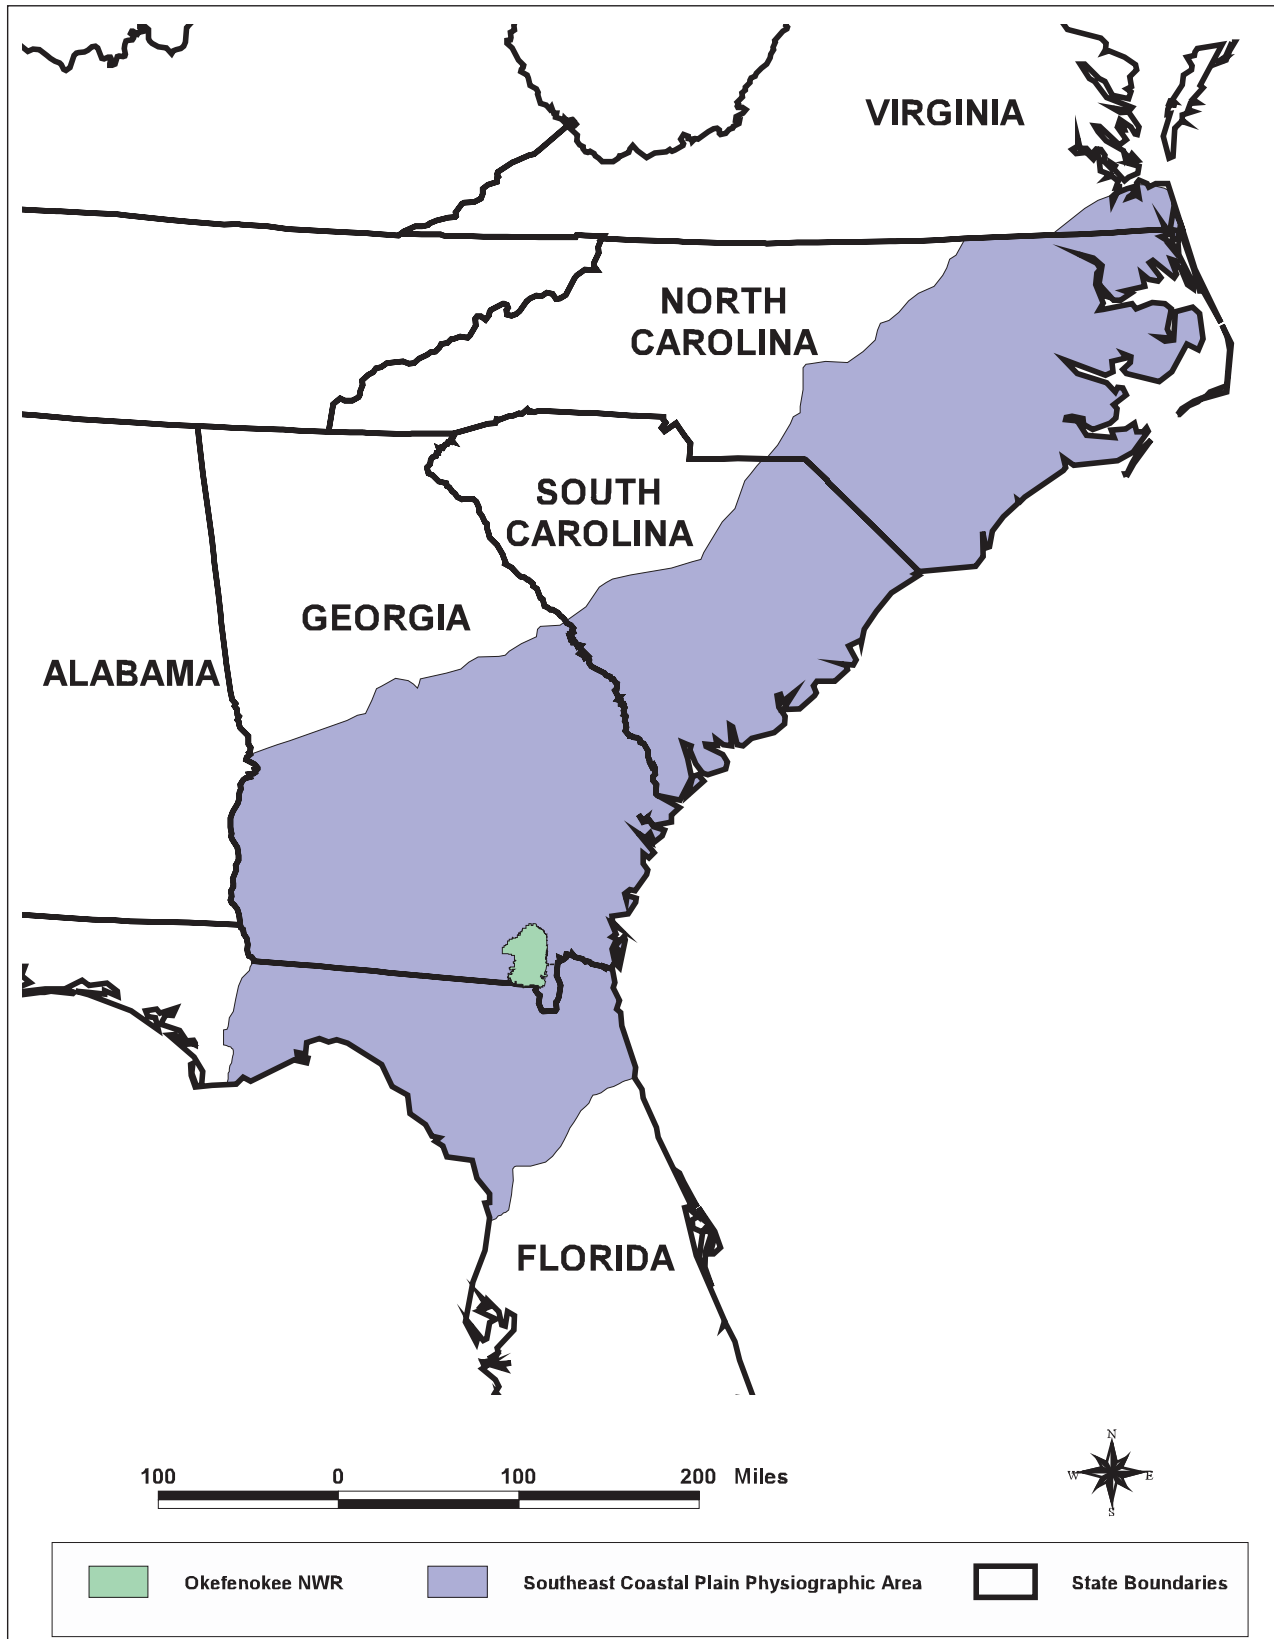 VIRGINIA
NORTH
CAROLINA
SOUTH
CAROLINA
GEORGIA
ALABAMA
FLORIDA
100 0 100 200 Miles
N
W E
S
Okefenokee NWR Southeast Coastal Plain Physiographic Area State Boundaries